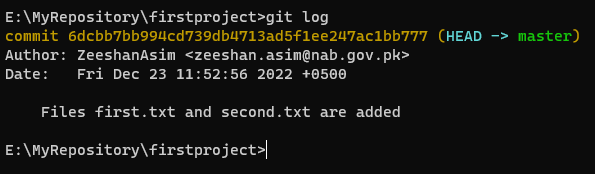 E:\MyRepository\firstproject>git log
commit 6dcbb7bb994cd739db4713ad5f1ee247ac1bb777 (HEAD -> master)
Author: ZeeshanAsim <zeeshan.asim@nab.gov.pk>
Date:   Fri Dec 23 11:52:56 2022 +0500
    Files first.txt and second.txt are added
E:\MyRepository\firstproject>